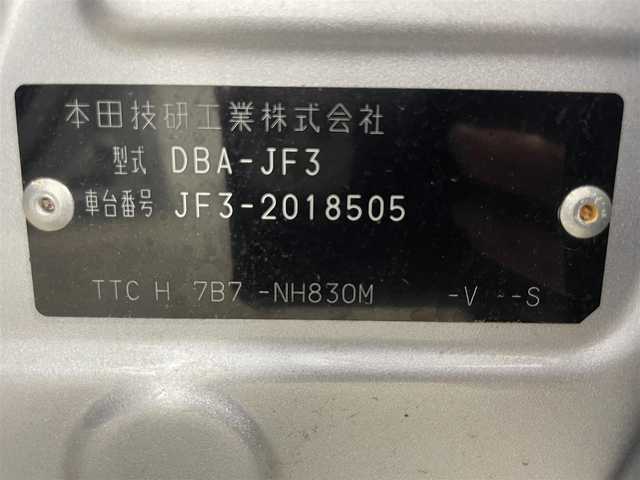 本田技研工業株式会社
型式 DBA-JF3
車台番号 JF3-2018505
TTC H 7B7 -NH830M -V --S